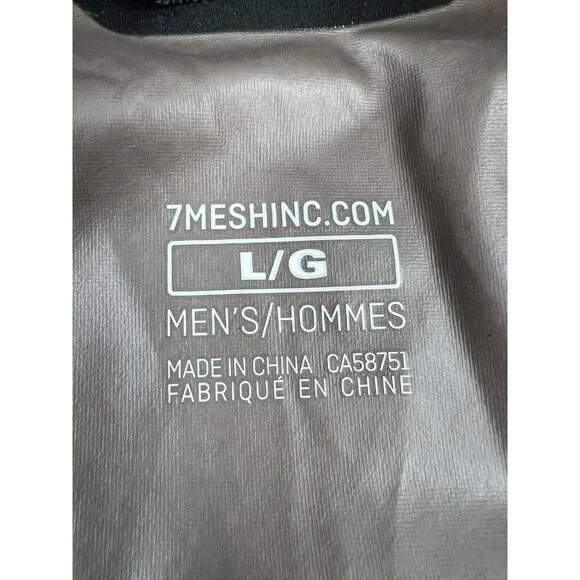 7MESHINC.COM
L/G
MEN'S/HOMMES
MADE IN CHINA CA58751
FABRIQUÉ EN CHINE